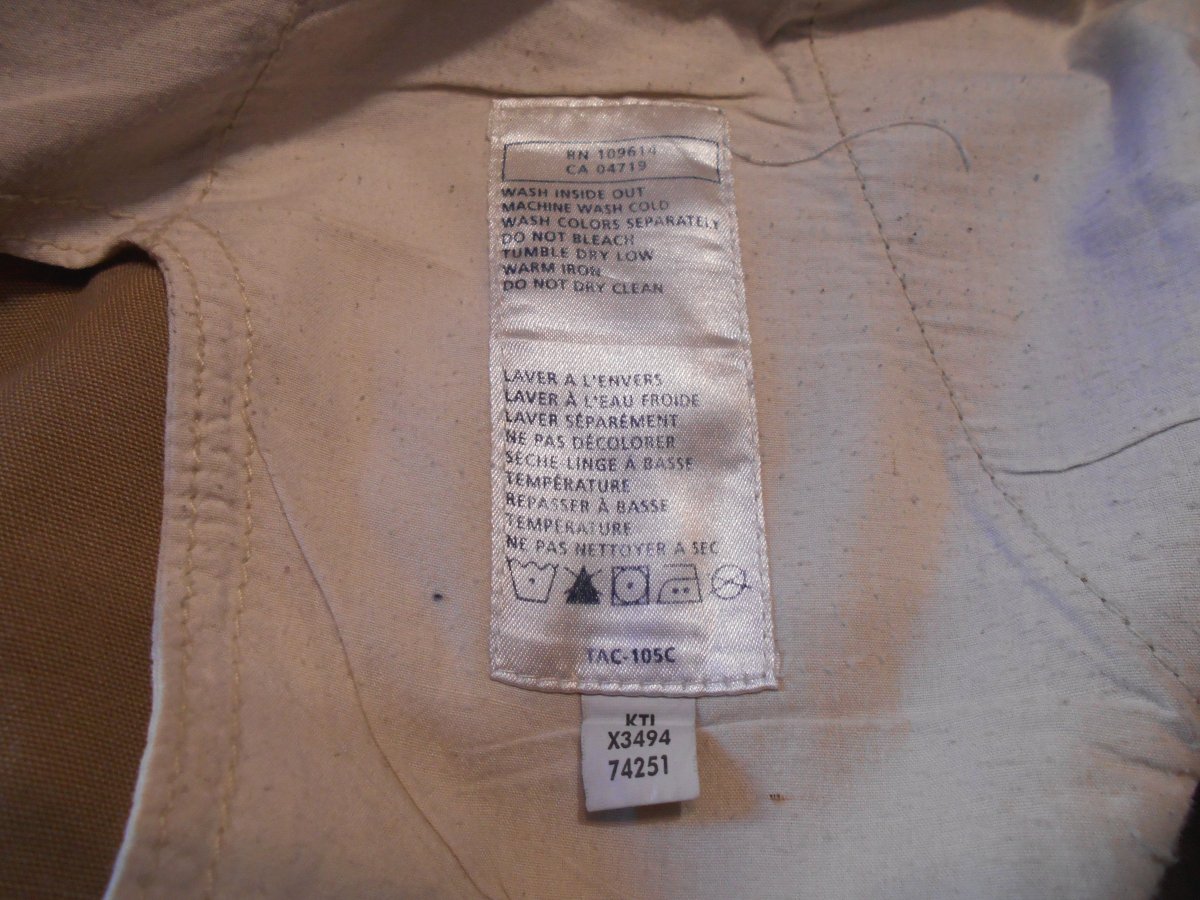 RN 109614
CA 04719
WASH INSIDE OUT
MACHINE WASH COLD
WASH COLORS SEPARATELY
DO NOT BLEACH
TUMBLE DRY LOW
WARM IRON
DO NOT DRY CLEAN
LAVER A L'ENVERS
LAVER À L'EAU FROIDE
LAVER SÉPARÉMENT
NE PAS DÉCOLORER
SÈCHE LINGE À BASSE
TEMPÉRATURE
REPASSER À BASSE
TEMPÉRATURE
NE PAS NETTOYER A SEC
TAC-105C
KTI
X3494
74251